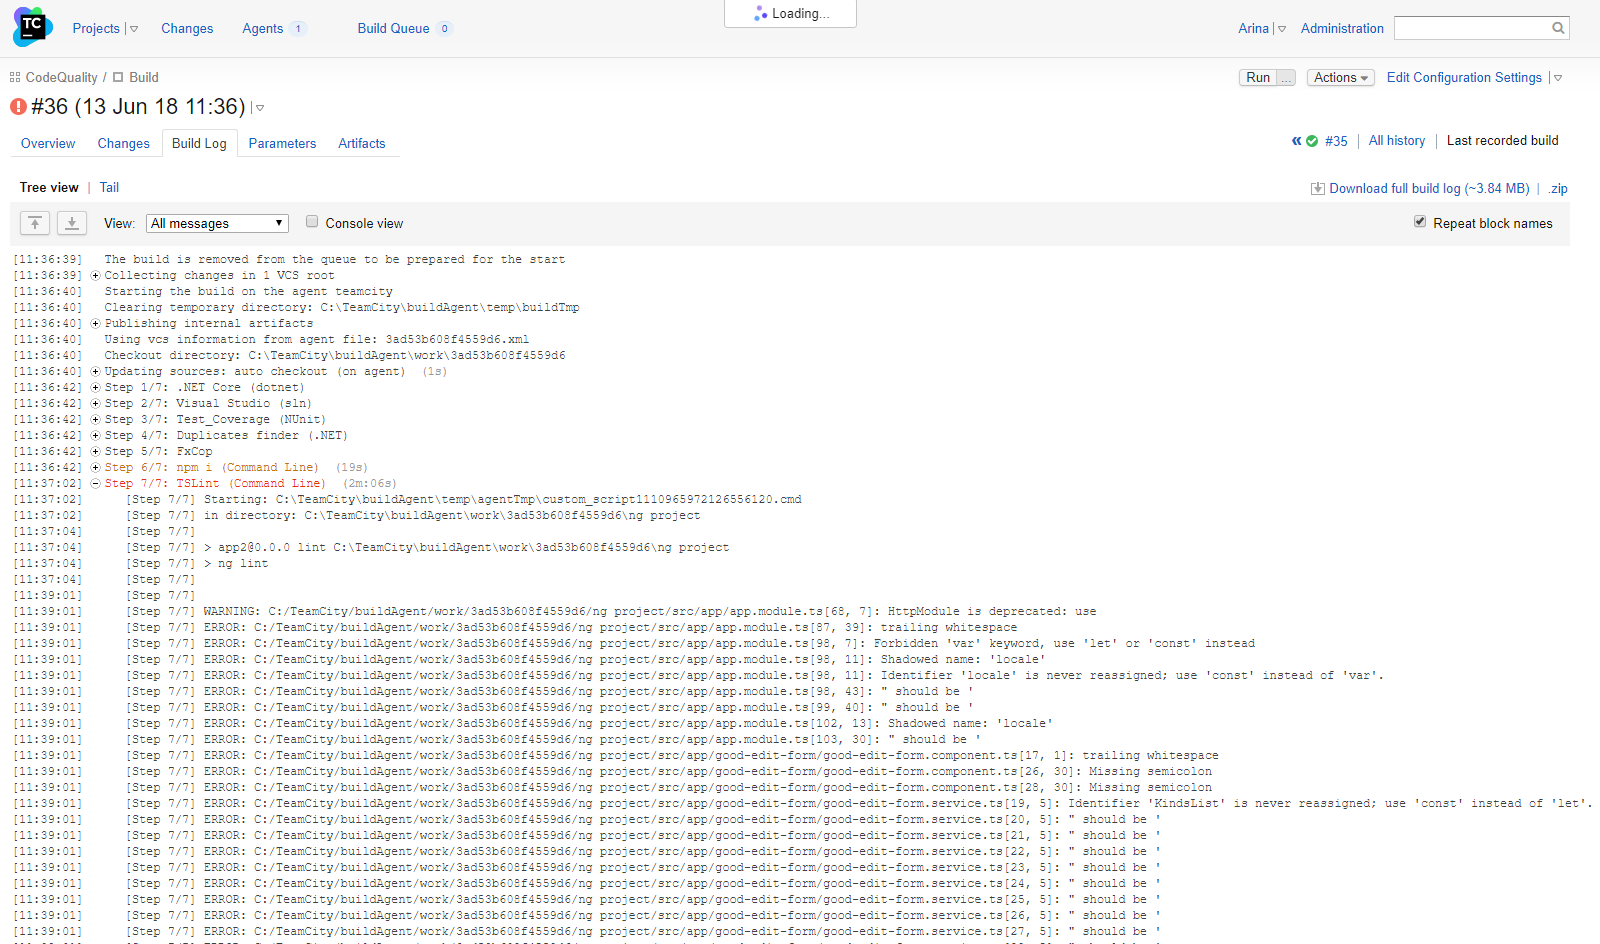 Loading...
TC
Projects
Changes
Agents 1
Build Queue 0
Arina
Administration
CodeQuality / Build
Run ...
Actions
Edit Configuration Settings
#36 (13 Jun 18 11:36)
Overview
Changes
Build Log
Parameters
Artifacts
« #35 | All history | Last recorded build
Tree view | Tail
Download full build log (~3.84 MB) | .zip
View: All messages
Console view
Repeat block names
[11:36:39] The build is removed from the queue to be prepared for the start
[11:36:39] Collecting changes in 1 VCS root
[11:36:40] Starting the build on the agent teamcity
[11:36:40] Clearing temporary directory: C:\TeamCity\buildAgent\temp\buildTmp
[11:36:40] Publishing internal artifacts
[11:36:40] Using vcs information from agent file: 3ad53b608f4559d6.xml
[11:36:40] Checkout directory: C:\TeamCity\buildAgent\work\3ad53b608f4559d6
[11:36:40] Updating sources: auto checkout (on agent) (1s)
[11:36:42] Step 1/7: .NET Core (dotnet)
[11:36:42] Step 2/7: Visual Studio (sln)
[11:36:42] Step 3/7: Test_Coverage (NUnit)
[11:36:42] Step 4/7: Duplicates finder (.NET)
[11:36:42] Step 5/7: FxCop
[11:36:42] Step 6/7: npm i (Command Line) (19s)
[11:37:02] Step 7/7: TSLint (Command Line) (2m:06s)
[11:37:02] [Step 7/7] Starting: C:\TeamCity\buildAgent\temp\agentTmp\custom_script1110965972126556120.cmd
[11:37:02] [Step 7/7] in directory: C:\TeamCity\buildAgent\work\3ad53b608f4559d6\ng project
[11:37:04] [Step 7/7]
[11:37:04] [Step 7/7] > app2@0.0.0 lint C:\TeamCity\buildAgent\work\3ad53b608f4559d6\ng project
[11:37:04] [Step 7/7] > ng lint
[11:37:04] [Step 7/7]
[11:39:01] [Step 7/7]
[11:39:01] [Step 7/7] WARNING: C:/TeamCity/buildAgent/work/3ad53b608f4559d6/ng project/src/app/app.module.ts[68, 7]: HttpModule is deprecated: use
[11:39:01] [Step 7/7] ERROR: C:/TeamCity/buildAgent/work/3ad53b608f4559d6/ng project/src/app/app.module.ts[87, 39]: trailing whitespace
[11:39:01] [Step 7/7] ERROR: C:/TeamCity/buildAgent/work/3ad53b608f4559d6/ng project/src/app/app.module.ts[98, 7]: Forbidden 'var' keyword, use 'let' or 'const' instead
[11:39:01] [Step 7/7] ERROR: C:/TeamCity/buildAgent/work/3ad53b608f4559d6/ng project/src/app/app.module.ts[98, 11]: Shadowed name: 'locale'
[11:39:01] [Step 7/7] ERROR: C:/TeamCity/buildAgent/work/3ad53b608f4559d6/ng project/src/app/app.module.ts[98, 11]: Identifier 'locale' is never reassigned; use 'const' instead of 'var'.
[11:39:01] [Step 7/7] ERROR: C:/TeamCity/buildAgent/work/3ad53b608f4559d6/ng project/src/app/app.module.ts[98, 43]: " should be '
[11:39:01] [Step 7/7] ERROR: C:/TeamCity/buildAgent/work/3ad53b608f4559d6/ng project/src/app/app.module.ts[99, 40]: " should be '
[11:39:01] [Step 7/7] ERROR: C:/TeamCity/buildAgent/work/3ad53b608f4559d6/ng project/src/app/app.module.ts[102, 13]: Shadowed name: 'locale'
[11:39:01] [Step 7/7] ERROR: C:/TeamCity/buildAgent/work/3ad53b608f4559d6/ng project/src/app/app.module.ts[103, 30]: " should be '
[11:39:01] [Step 7/7] ERROR: C:/TeamCity/buildAgent/work/3ad53b608f4559d6/ng project/src/app/good-edit-form/good-edit-form.component.ts[17, 1]: trailing whitespace
[11:39:01] [Step 7/7] ERROR: C:/TeamCity/buildAgent/work/3ad53b608f4559d6/ng project/src/app/good-edit-form/good-edit-form.component.ts[26, 30]: Missing semicolon
[11:39:01] [Step 7/7] ERROR: C:/TeamCity/buildAgent/work/3ad53b608f4559d6/ng project/src/app/good-edit-form/good-edit-form.component.ts[28, 30]: Missing semicolon
[11:39:01] [Step 7/7] ERROR: C:/TeamCity/buildAgent/work/3ad53b608f4559d6/ng project/src/app/good-edit-form/good-edit-form.service.ts[19, 5]: Identifier 'KindsList' is never reassigned; use 'const' instead of 'let'.
[11:39:01] [Step 7/7] ERROR: C:/TeamCity/buildAgent/work/3ad53b608f4559d6/ng project/src/app/good-edit-form/good-edit-form.service.ts[20, 5]: " should be '
[11:39:01] [Step 7/7] ERROR: C:/TeamCity/buildAgent/work/3ad53b608f4559d6/ng project/src/app/good-edit-form/good-edit-form.service.ts[21, 5]: " should be '
[11:39:01] [Step 7/7] ERROR: C:/TeamCity/buildAgent/work/3ad53b608f4559d6/ng project/src/app/good-edit-form/good-edit-form.service.ts[22, 5]: " should be '
[11:39:01] [Step 7/7] ERROR: C:/TeamCity/buildAgent/work/3ad53b608f4559d6/ng project/src/app/good-edit-form/good-edit-form.service.ts[23, 5]: " should be '
[11:39:01] [Step 7/7] ERROR: C:/TeamCity/buildAgent/work/3ad53b608f4559d6/ng project/src/app/good-edit-form/good-edit-form.service.ts[24, 5]: " should be '
[11:39:01] [Step 7/7] ERROR: C:/TeamCity/buildAgent/work/3ad53b608f4559d6/ng project/src/app/good-edit-form/good-edit-form.service.ts[25, 5]: " should be '
[11:39:01] [Step 7/7] ERROR: C:/TeamCity/buildAgent/work/3ad53b608f4559d6/ng project/src/app/good-edit-form/good-edit-form.service.ts[26, 5]: " should be '
[11:39:01] [Step 7/7] ERROR: C:/TeamCity/buildAgent/work/3ad53b608f4559d6/ng project/src/app/good-edit-form/good-edit-form.service.ts[27, 5]: " should be '